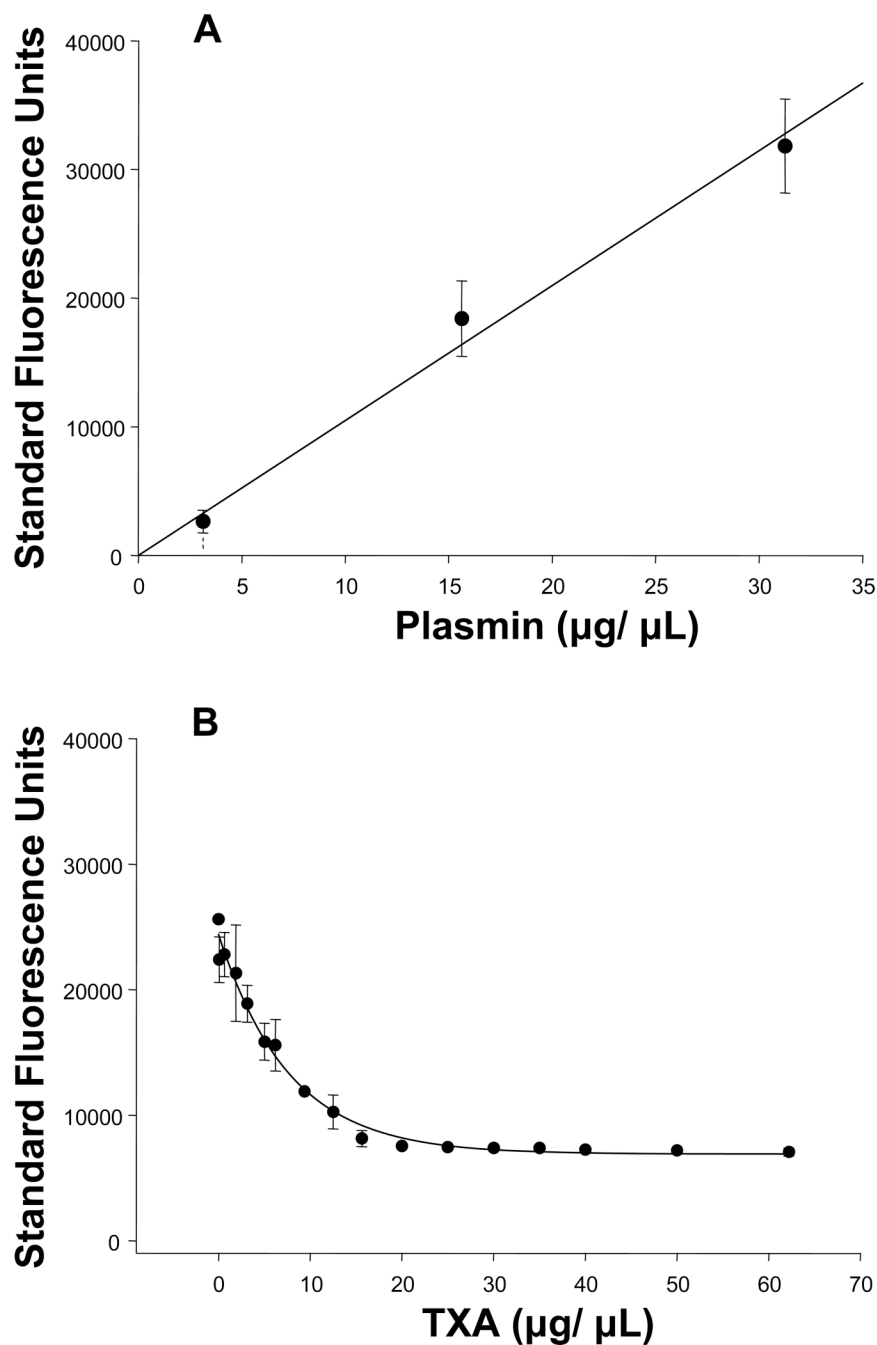 A
Standard Fluorescence Units
40000
30000
20000
10000
0
0 5 10 15 20 25 30 35
Plasmin (µg/ µL)
B
Standard Fluorescence Units
40000
30000
20000
10000
0
0 10 20 30 40 50 60 70
TXA (µg/ µL)